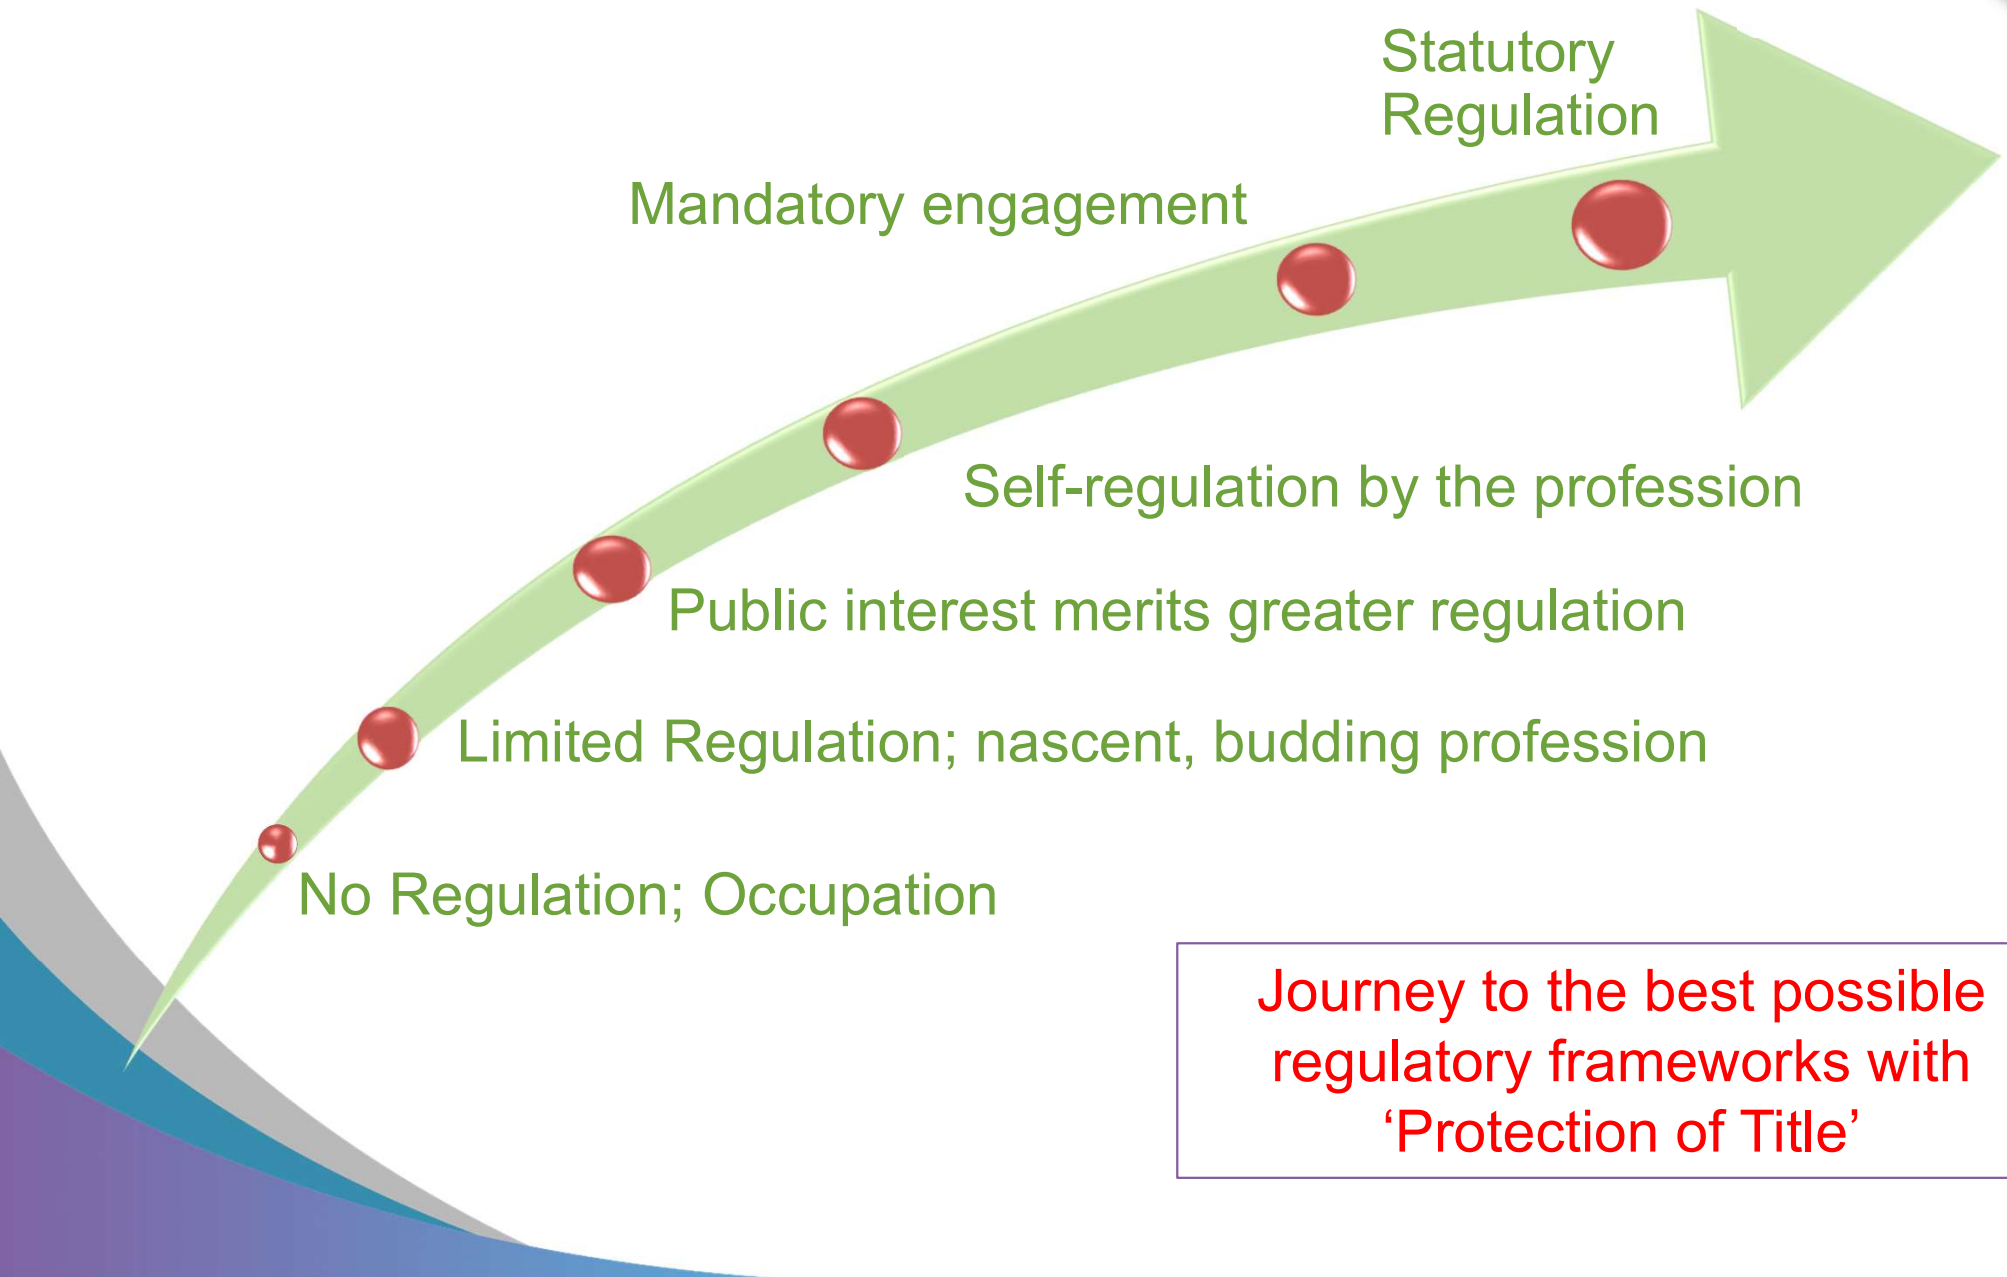 Statutory
Regulation
Mandatory engagement
Self-regulation by the profession
Public interest merits greater regulation
Limited Regulation; nascent, budding profession
No Regulation; Occupation
Journey to the best possible
regulatory frameworks with
‘Protection of Title’